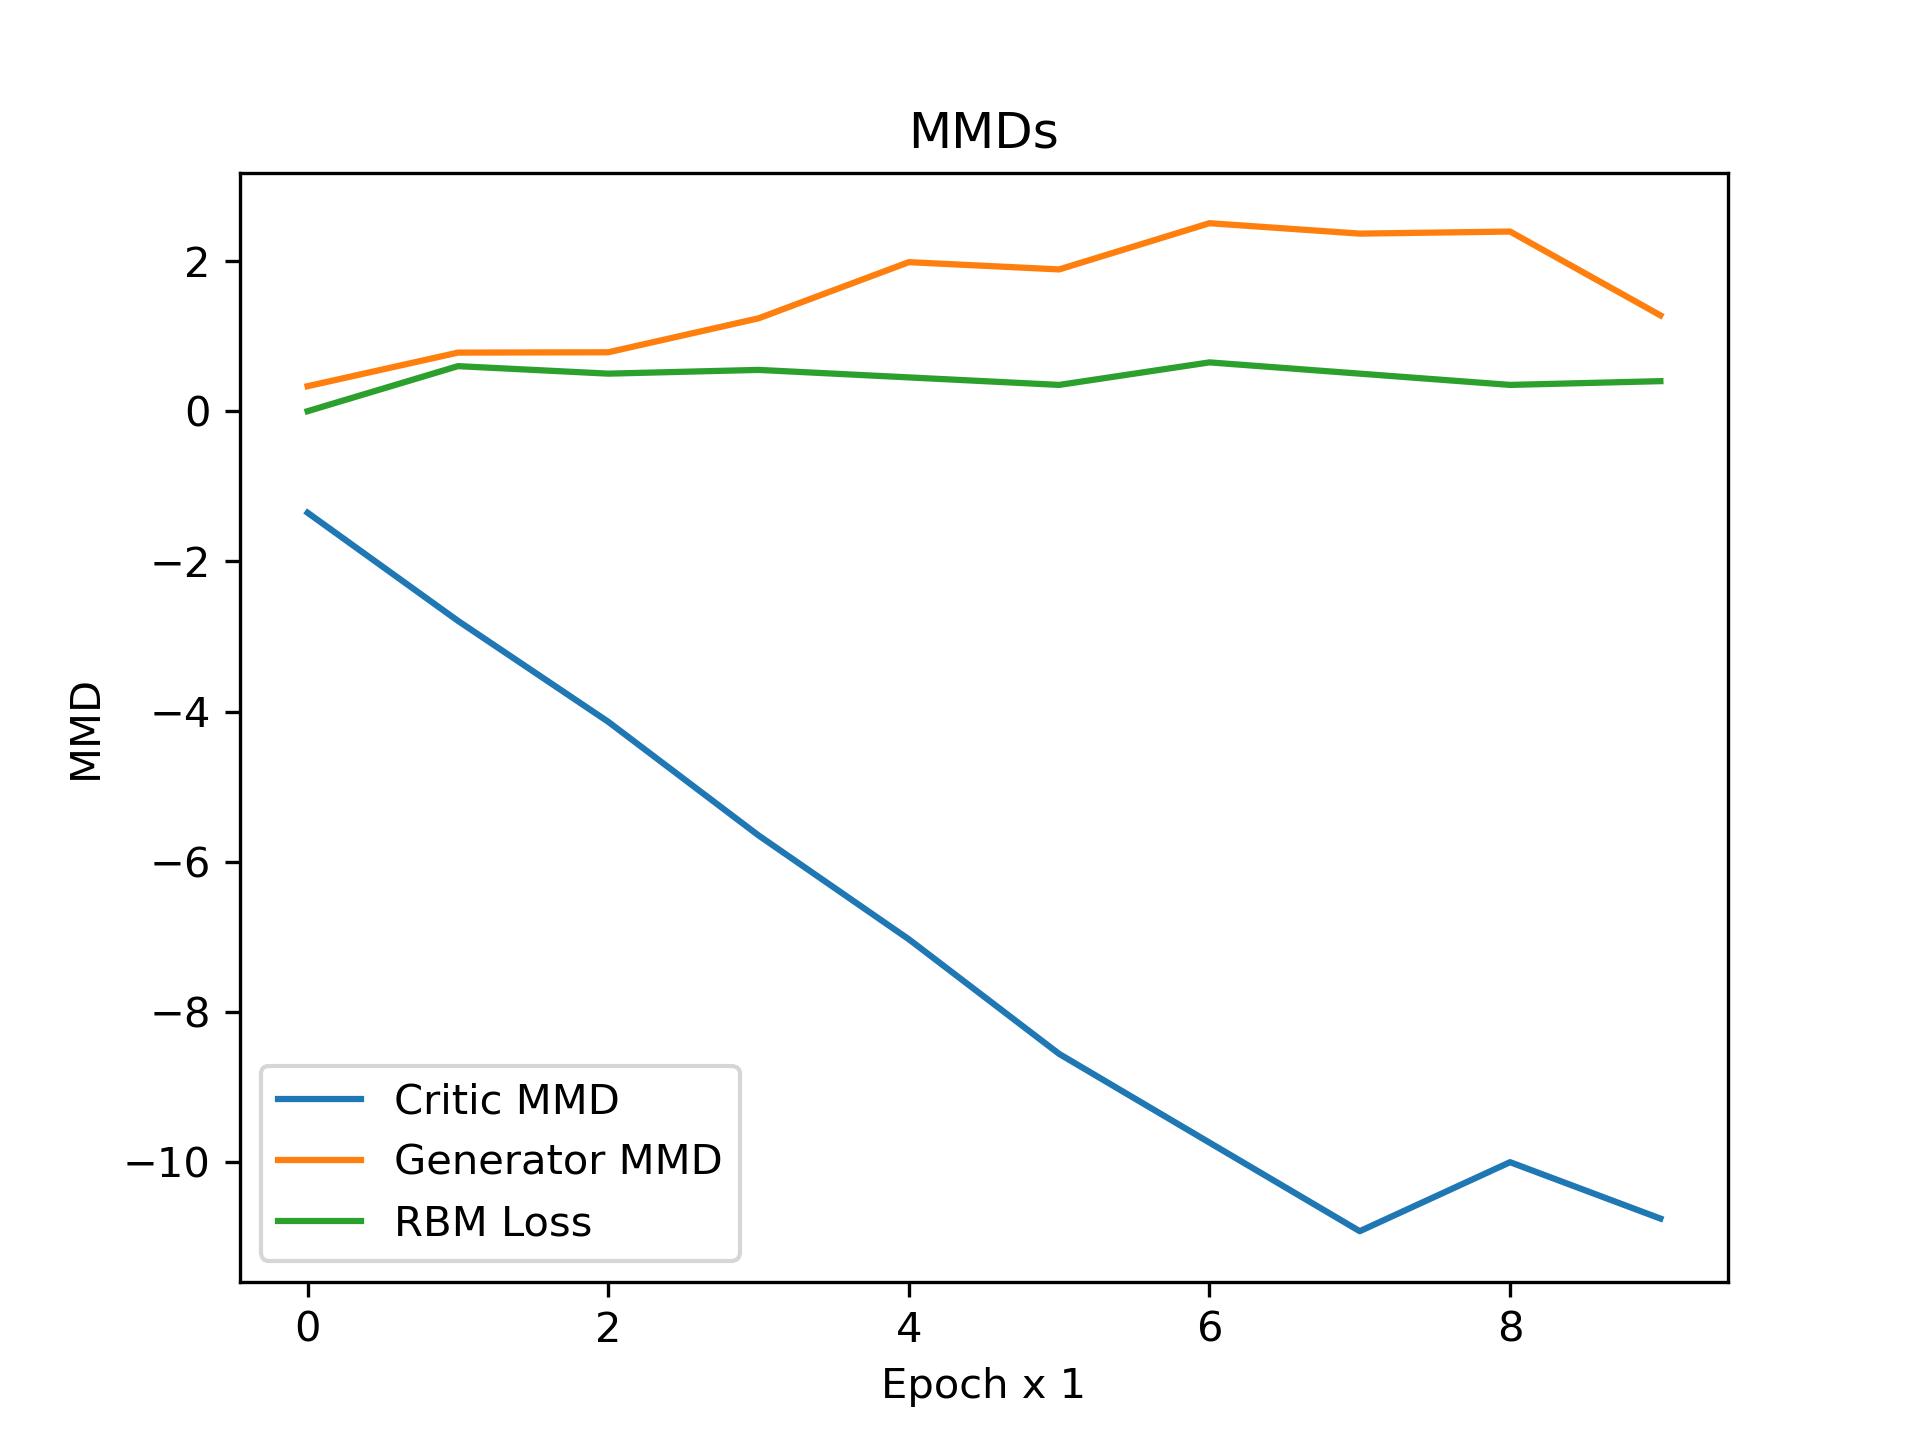 MMDs
MMD
2
0
−2
−4
−6
−8
−10
Critic MMD
Generator MMD
RBM Loss
0 2 4 6 8
Epoch x 1